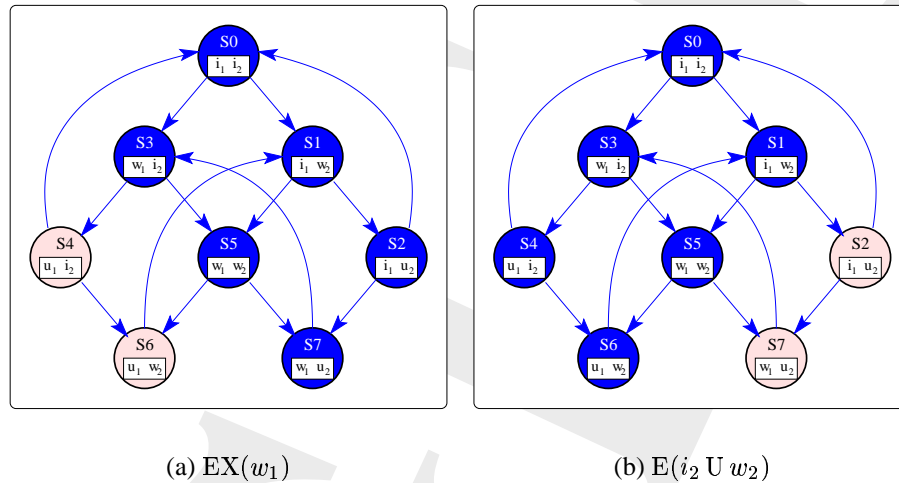 S0
i₁ i₂
S3
w₁ i₂
S1
i₁ w₂
S4
u₁ i₂
S5
w₁ w₂
S2
i₁ u₂
S6
u₁ w₂
S7
w₁ u₂
(a) EX(w₁)
S0
i₁ i₂
S3
w₁ i₂
S1
i₁ w₂
S4
u₁ i₂
S5
w₁ w₂
S2
i₁ u₂
S6
u₁ w₂
S7
w₁ u₂
(b) E(i₂ U w₂)